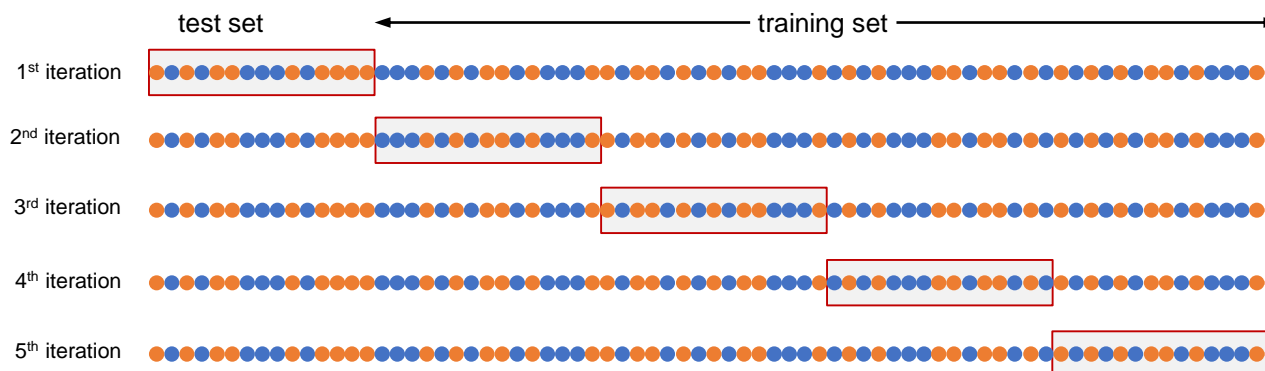 test set
training set
1st iteration
2nd iteration
3rd iteration
4th iteration
5th iteration